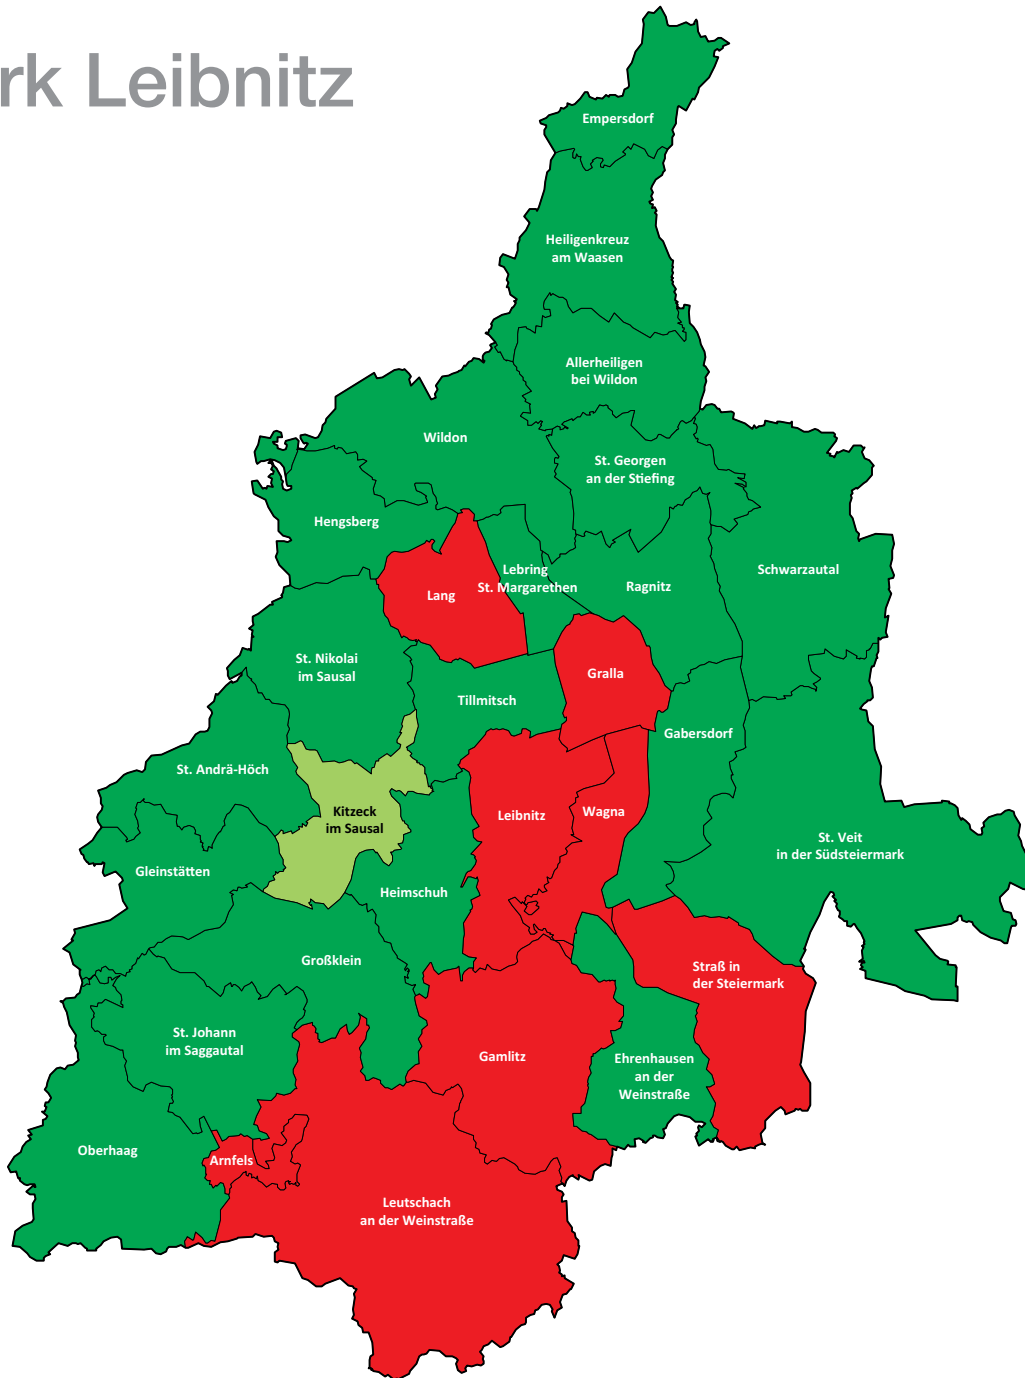 rk Leibnitz
Empersdorf
Heiligenkreuz
am Waasen
Allerheiligen
bei Wildon
Wildon
St. Georgen
an der Stiefing
Hengsberg
Lebring
St. Margarethen
Schwarzautal
Lang
Ragnitz
St. Nikolai
im Sausal
Gralla
Tillmitsch
Gabersdorf
St. Andrä-Höch
Kitzeck
im Sausal
Leibnitz
Wagna
St. Veit
in der Südsteiermark
Gleinstätten
Heimschuh
Großklein
Straß in
der Steiermark
St. Johann
im Saggautal
Gamlitz
Ehrenhausen
an der
Weinstraße
Oberhaag
Arnfels
Leutschach
an der Weinstraße